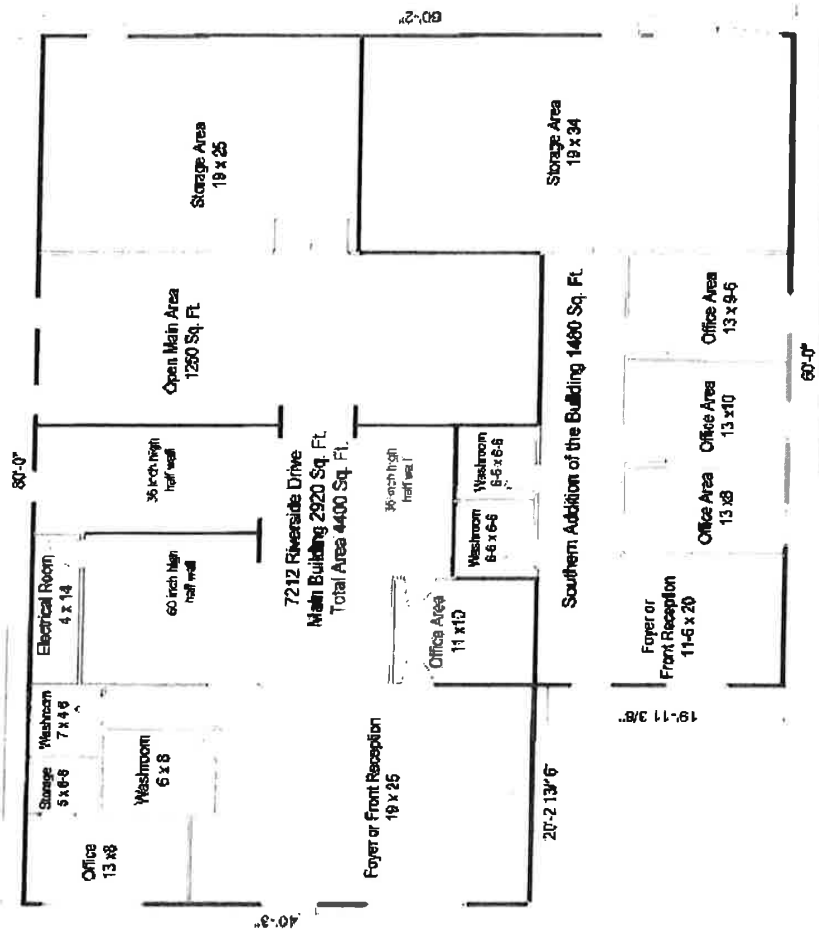 80'-0"
60'-2"
Storage Area
19 x 25
Storage Area
19 x 34
Open Main Area
1260 Sq. Ft.
36 inch high
half wall
60 inch high
half wall
Electrical Room
4 x 14
Washroom
7 x 4 6
Storage
5 x 6-6
Washroom
6 x 8
Office
13 x8
7212 Riverside Drive
Main Building 2920 Sq. Ft.
Total Area 4400 Sq. Ft.
36 inch high
half wall
Washroom
6-6 x 6-6
Washroom
6-6 x 6-6
Office Area
11 x10
Foyer or Front Reception
19 x 25
40'-3"
20'-2 13/16"
19'-11 3/8"
Southern Addition of the Building 1480 Sq. Ft.
Office Area
13 x 9-6
Office Area
13 x10
Office Area
13 x8
Foyer or
Front Reception
11-6 x 20
60'-0"